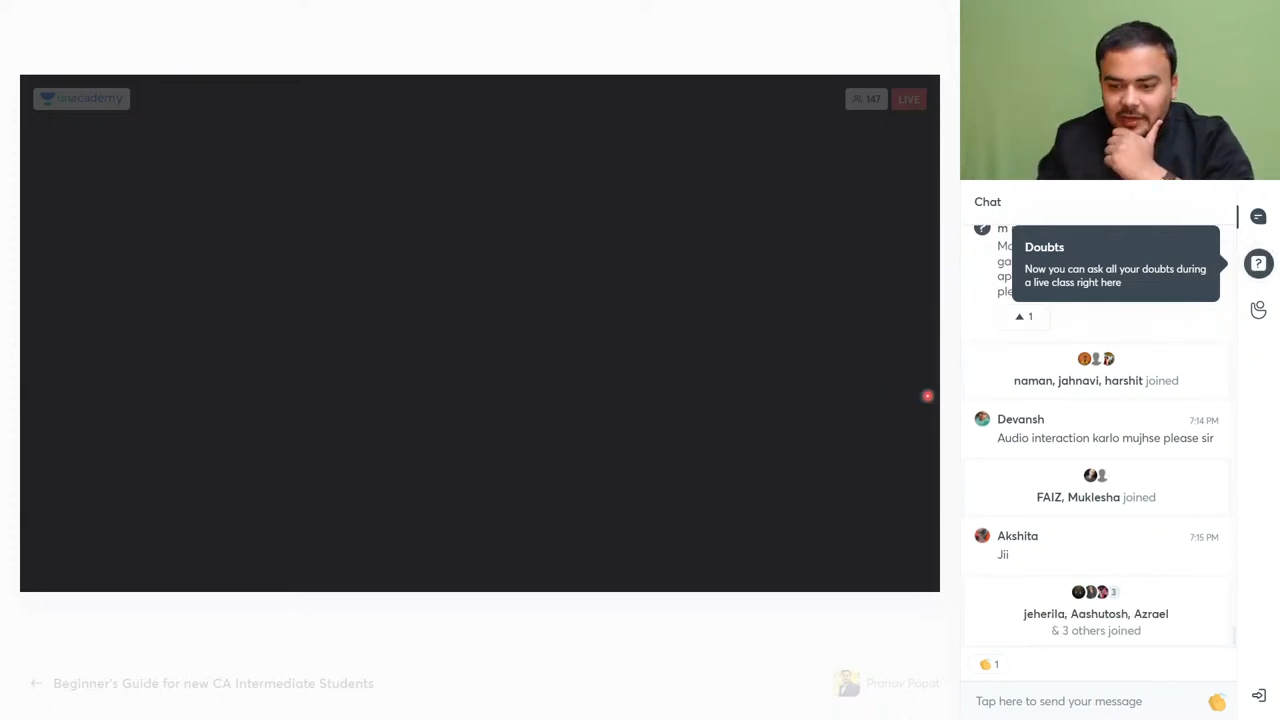 unacademy
147
LIVE
Chat
Doubts
Now you can ask all your doubts during
a live class right here
1
naman, jahnavi, harshit joined
Devansh
7:14 PM
Audio interaction karlo mujhse please sir
FAIZ, Muklesha joined
Akshita
7:15 PM
Jii
3
jeherila, Aashutosh, Azrael
& 3 others joined
1
Beginner's Guide for new CA Intermediate Students
Pranav Popat
Tap here to send your message